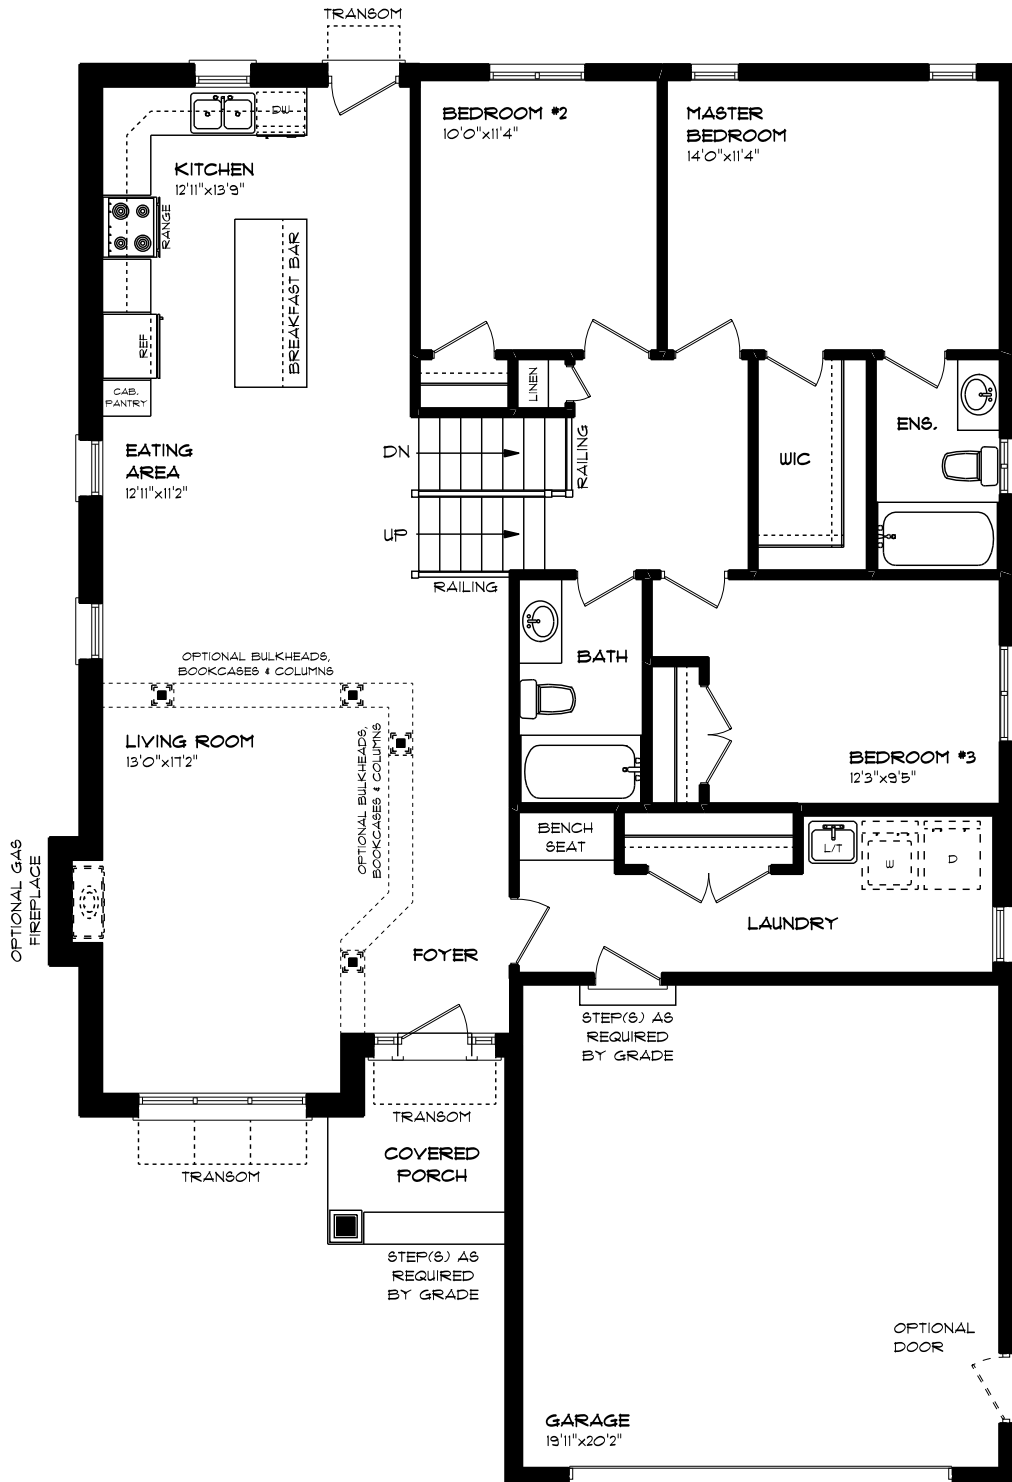 TRANSOM
BEDROOM #2
10'0"x11'4"
MASTER
BEDROOM
14'0"x11'4"
DW
KITCHEN
12'11"x13'9"
RANGE
BREAKFAST BAR
REF
CAB.
PANTRY
LINEN
ENS.
WIC
EATING
AREA
12'11"x11'2"
DN
RAILING
UP
RAILING
BATH
OPTIONAL BULKHEADS,
BOOKCASES & COLUMNS
LIVING ROOM
13'0"x17'2"
OPTIONAL BULKHEADS,
BOOKCASES & COLUMNS
BEDROOM #3
12'3"x9'5"
BENCH
SEAT
L/T
W
D
OPTIONAL GAS
FIREPLACE
LAUNDRY
FOYER
STEP(S) AS
REQUIRED
BY GRADE
TRANSOM
COVERED
PORCH
TRANSOM
STEP(S) AS
REQUIRED
BY GRADE
OPTIONAL
DOOR
GARAGE
19'11"x20'2"